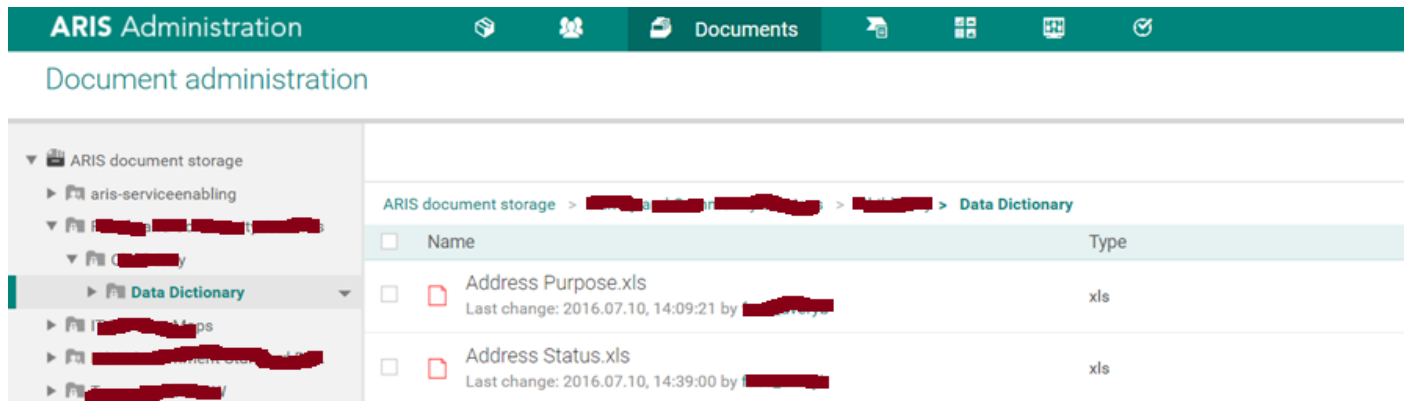 ARIS Administration
Documents
Document administration
ARIS document storage
aris-serviceenabling
Data Dictionary
ARIS document storage > > > Data Dictionary
Name Type
Address Purpose.xls
xls
Last change: 2016.07.10, 14:09:21 by
Address Status.xls
xls
Last change: 2016.07.10, 14:39:00 by